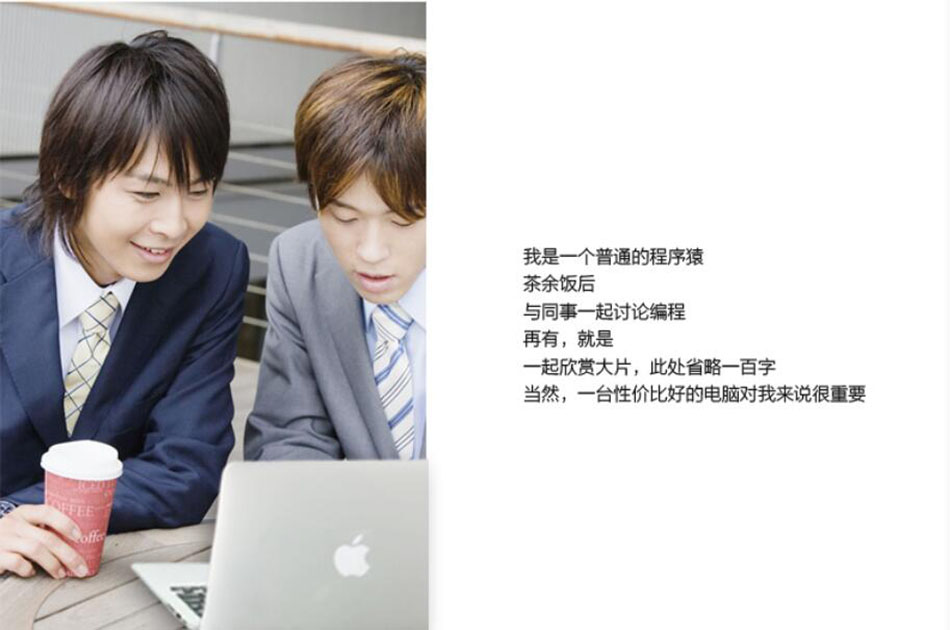 ICED
COFFEE
Coffee
我是一个普通的程序猿
茶余饭后
与同事一起讨论编程
再有，就是
一起欣赏大片，此处省略一百字
当然，一台性价比好的电脑对我来说很重要